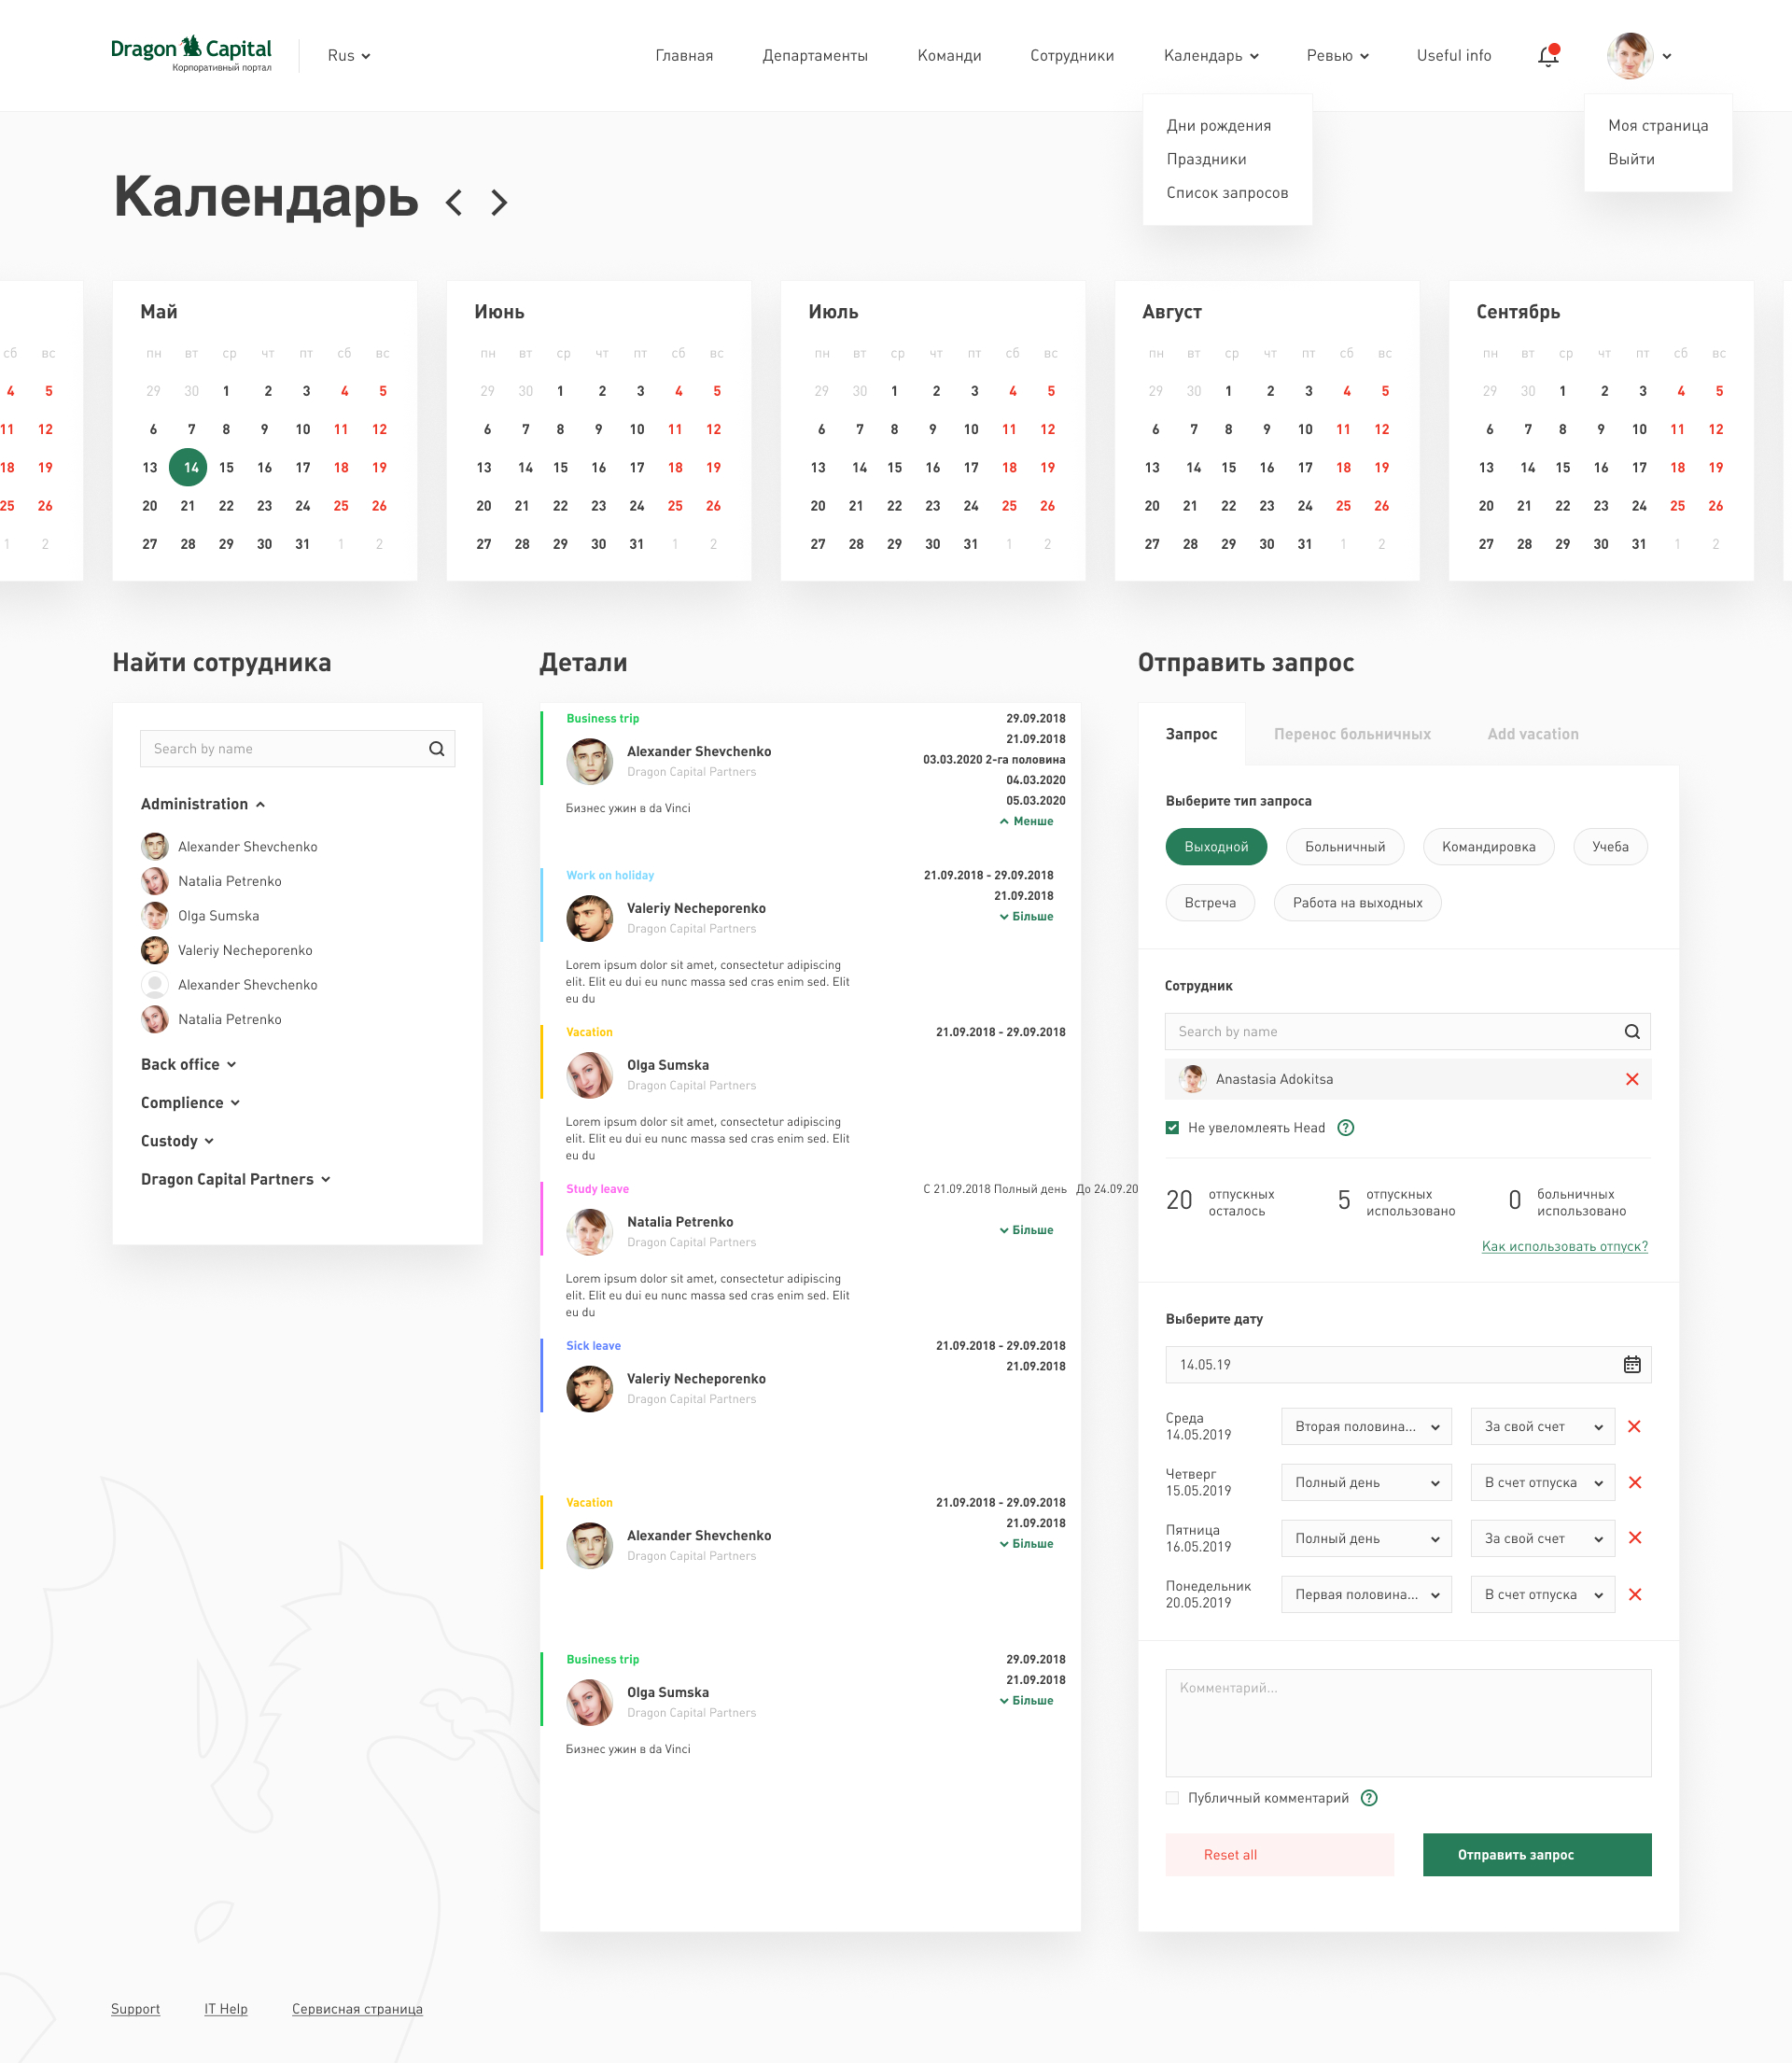 Dragon Capital
Корпоративный портал
Rus
Главная Департаменты Команди Сотрудники Календарь Ревью Useful info
Дни рождения
Праздники
Список запросов
Моя страница
Выйти
Календарь
сб вс
4 5
11 12
18 19
25 26
1 2
Май
пн вт ср чт пт сб вс
29 30 1 2 3 4 5
6 7 8 9 10 11 12
13 14 15 16 17 18 19
20 21 22 23 24 25 26
27 28 29 30 31 1 2
Июнь
пн вт ср чт пт сб вс
29 30 1 2 3 4 5
6 7 8 9 10 11 12
13 14 15 16 17 18 19
20 21 22 23 24 25 26
27 28 29 30 31 1 2
Июль
пн вт ср чт пт сб вс
29 30 1 2 3 4 5
6 7 8 9 10 11 12
13 14 15 16 17 18 19
20 21 22 23 24 25 26
27 28 29 30 31 1 2
Август
пн вт ср чт пт сб вс
29 30 1 2 3 4 5
6 7 8 9 10 11 12
13 14 15 16 17 18 19
20 21 22 23 24 25 26
27 28 29 30 31 1 2
Сентябрь
пн вт ср чт пт сб вс
29 30 1 2 3 4 5
6 7 8 9 10 11 12
13 14 15 16 17 18 19
20 21 22 23 24 25 26
27 28 29 30 31 1 2
Найти сотрудника
Search by name
Administration
Alexander Shevchenko
Natalia Petrenko
Olga Sumska
Valeriy Necheporenko
Alexander Shevchenko
Natalia Petrenko
Back office
Complience
Custody
Dragon Capital Partners
Детали
Business trip
Alexander Shevchenko
Dragon Capital Partners
Бизнес ужин в da Vinci
29.09.2018
21.09.2018
03.03.2020 2-га половина
04.03.2020
05.03.2020
Менше
Work on holiday
Valeriy Necheporenko
Dragon Capital Partners
21.09.2018 - 29.09.2018
21.09.2018
Більше
Lorem ipsum dolor sit amet, consectetur adipiscing
elit. Elit eu dui eu nunc massa sed cras enim sed. Elit
eu du
Vacation
21.09.2018 - 29.09.2018
Olga Sumska
Dragon Capital Partners
Lorem ipsum dolor sit amet, consectetur adipiscing
elit. Elit eu dui eu nunc massa sed cras enim sed. Elit
eu du
Study leave
С 21.09.2018 Полный день До 24.09.20
Natalia Petrenko
Dragon Capital Partners
Більше
Lorem ipsum dolor sit amet, consectetur adipiscing
elit. Elit eu dui eu nunc massa sed cras enim sed. Elit
eu du
Sick leave
21.09.2018 - 29.09.2018
21.09.2018
Valeriy Necheporenko
Dragon Capital Partners
Vacation
21.09.2018 - 29.09.2018
21.09.2018
Більше
Alexander Shevchenko
Dragon Capital Partners
Business trip
29.09.2018
21.09.2018
Більше
Olga Sumska
Dragon Capital Partners
Бизнес ужин в da Vinci
Отправить запрос
Запрос Перенос больничных Add vacation
Выберите тип запроса
Выходной Больничный Командировка Учеба
Встреча Работа на выходных
Сотрудник
Search by name
Anastasia Adokitsa
Не увеломлеять Head ?
20 отпускных осталось
5 отпускных использовано
0 больничных использовано
Как использовать отпуск?
Выберите дату
14.05.19
Среда
14.05.2019
Вторая половина... За свой счет
Четверг
15.05.2019
Полный день В счет отпуска
Пятница
16.05.2019
Полный день За свой счет
Понедельник
20.05.2019
Первая половина... В счет отпуска
Комментарий...
Публичный комментарий ?
Reset all Отправить запрос
Support IT Help Сервисная страница